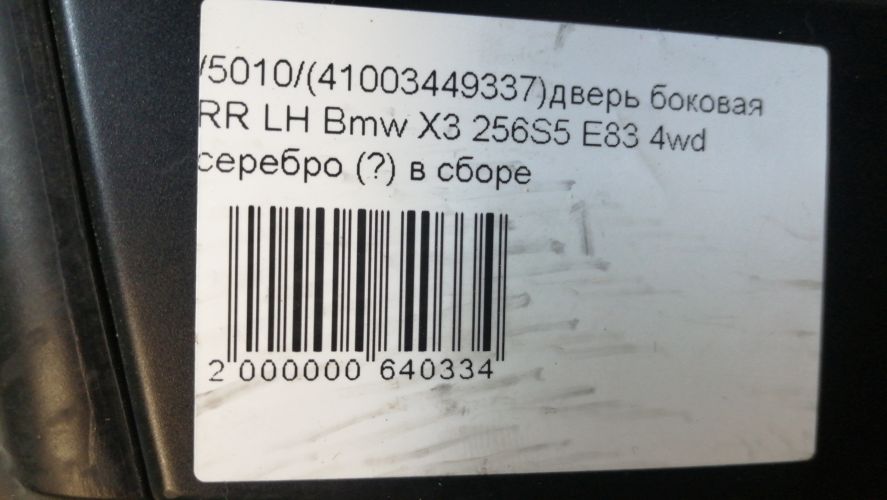 /5010/(41003449337)дверь боковая
RR LH Bmw X3 256S5 E83 4wd
серебро (?) в сборе
2 000000 640334